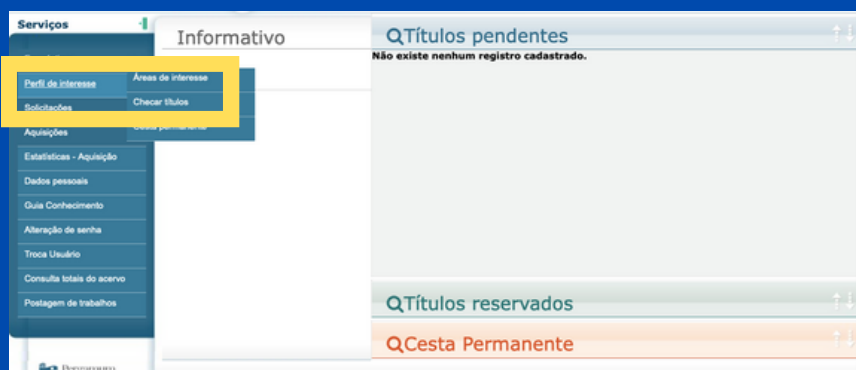 Serviços
Perfil de interesse
Solicitações
Aquisições
Estatísticas - Aquisição
Dados pessoais
Guia Conhecimento
Alteração de senha
Troca Usuário
Consulta totais do acervo
Postagem de trabalhos
Pergamum
Áreas de interesse
Checar títulos
Cesta permanente
Informativo
Títulos pendentes
Não existe nenhum registro cadastrado.
Títulos reservados
Cesta Permanente